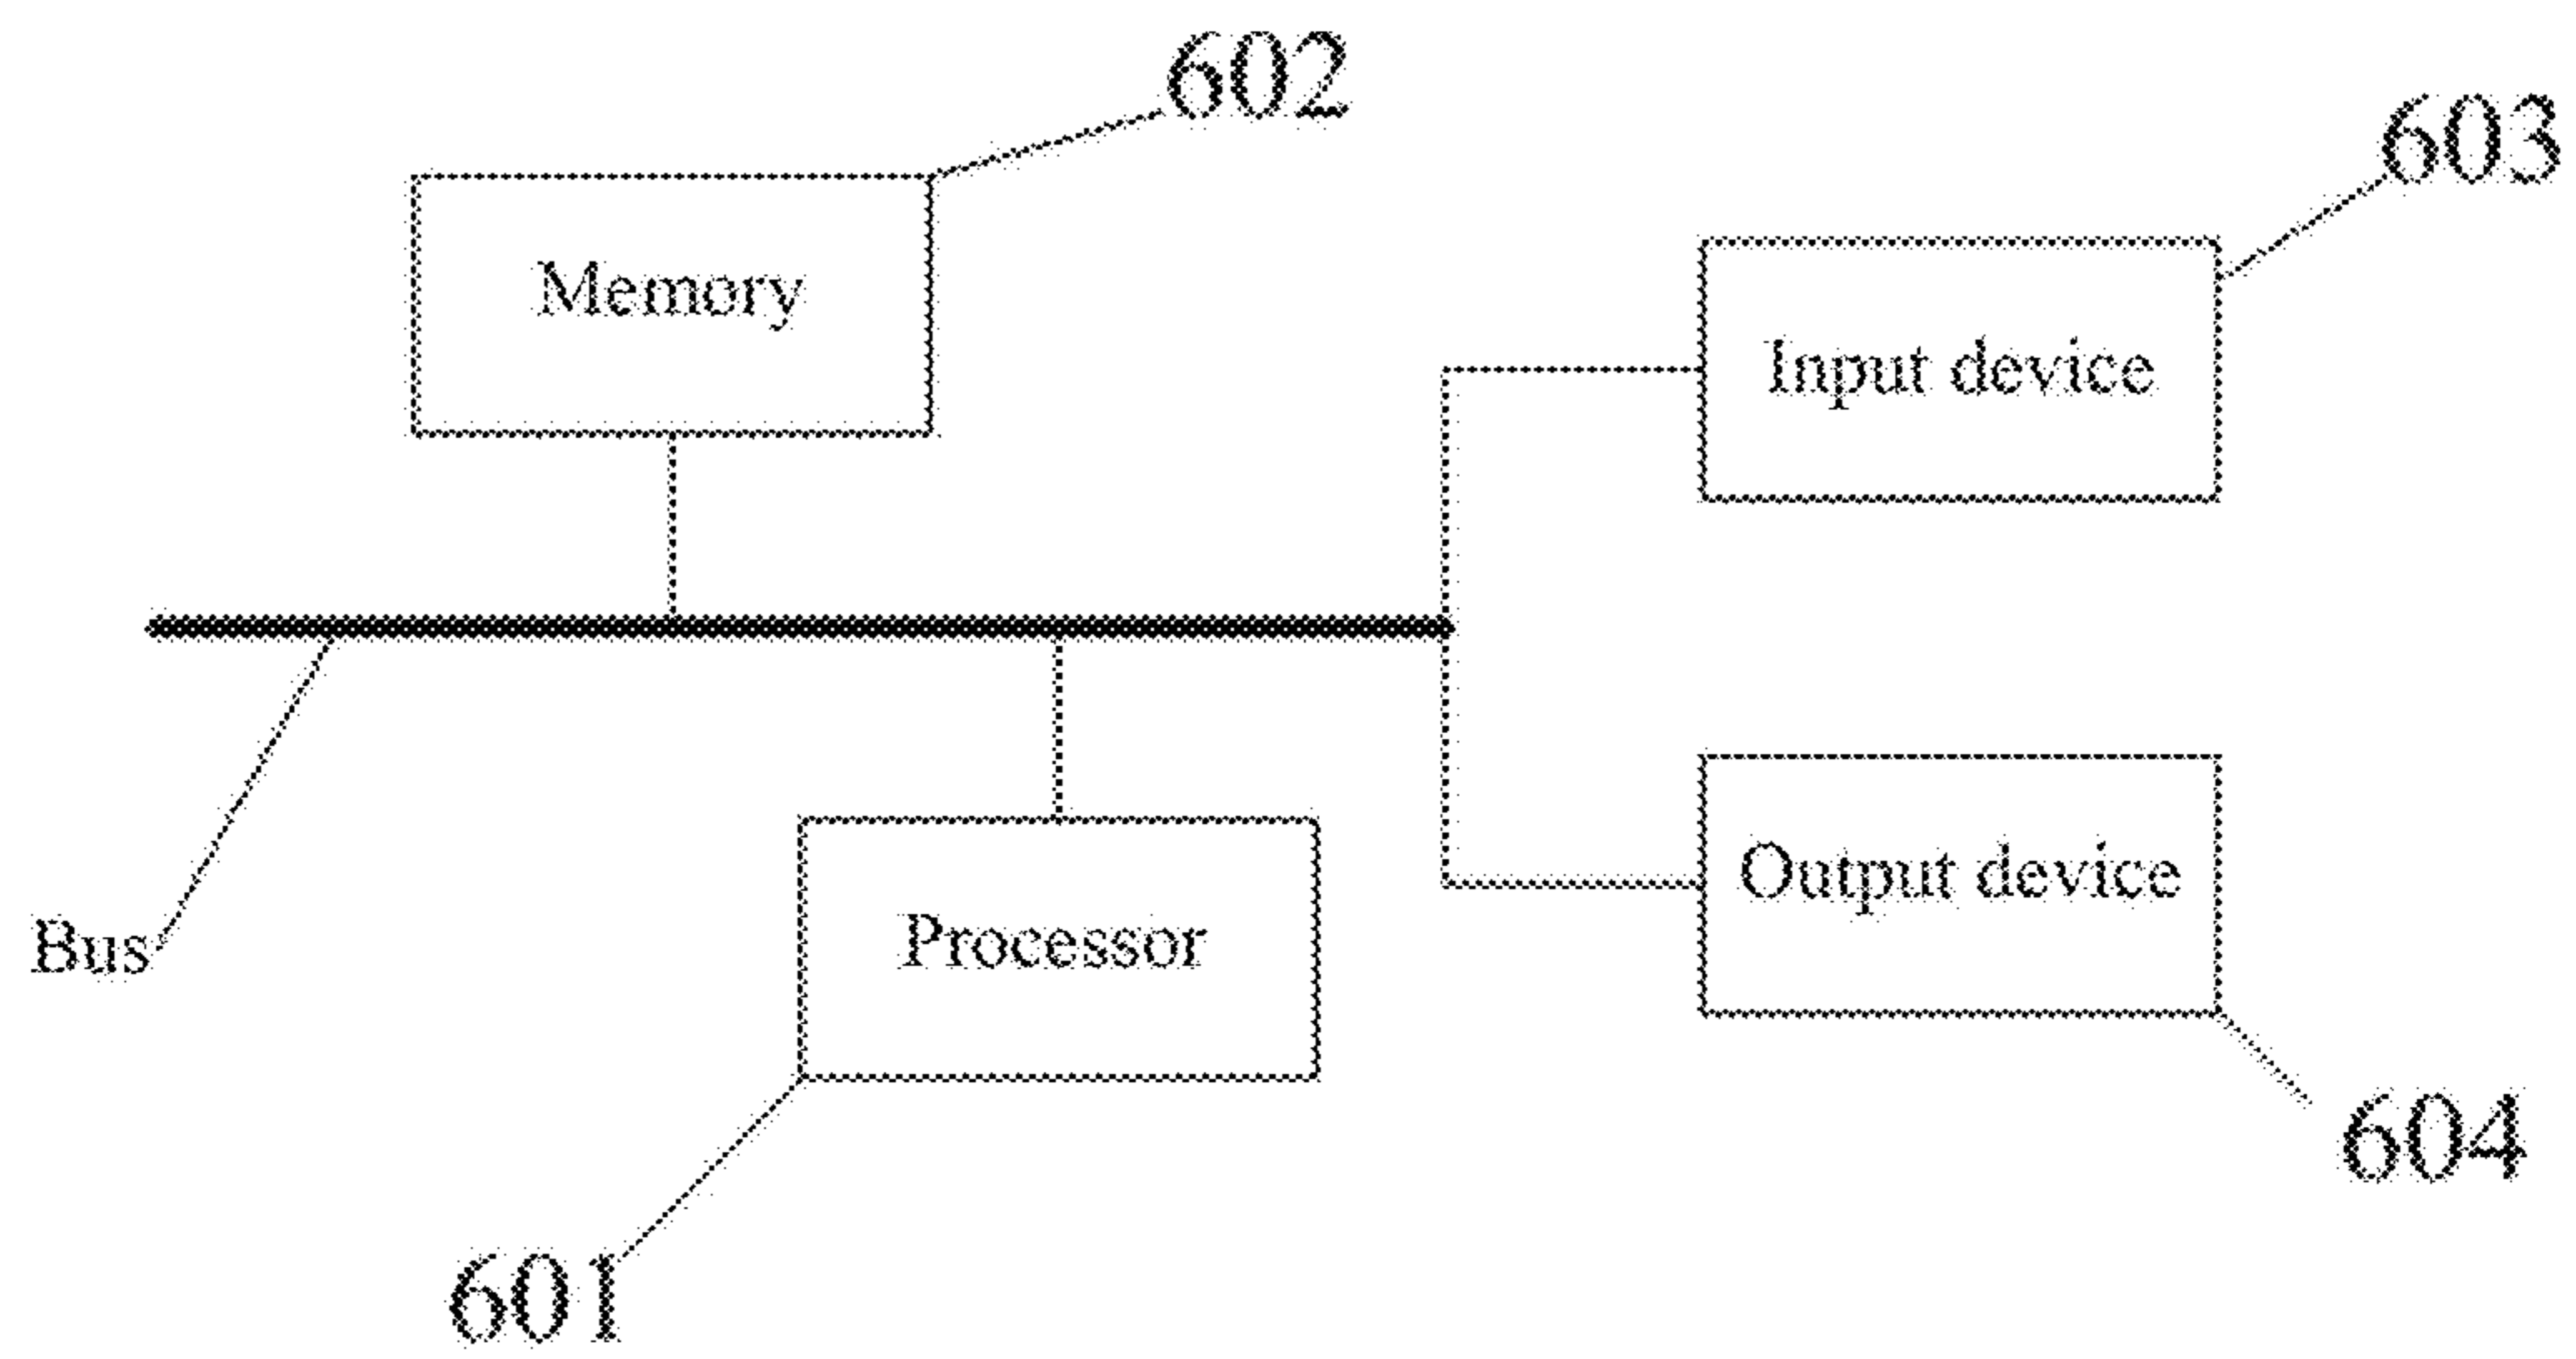 602
603
Memory
Input device
Output device
Bus
Processor
604
601